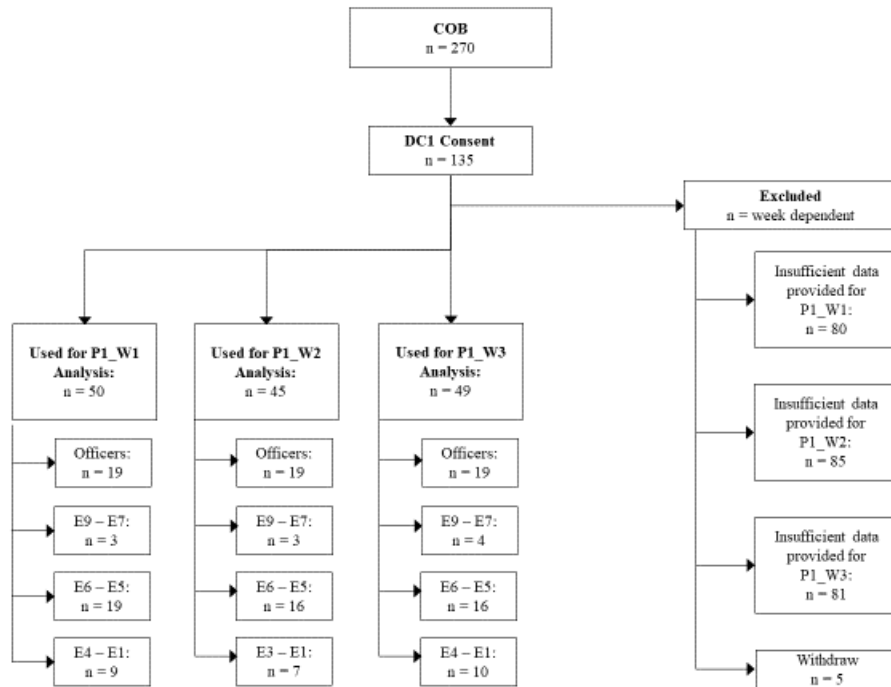 COB
n = 270
DC1 Consent
n = 135
Excluded
n = week dependent
Used for P1_W1
Analysis:
n = 50
Officers:
n = 19
E9 – E7:
n = 3
E6 – E5:
n = 19
E4 – E1:
n = 9
Used for P1_W2
Analysis:
n = 45
Officers:
n = 19
E9 – E7:
n = 3
E6 – E5:
n = 16
E3 – E1:
n = 7
Used for P1_W3
Analysis:
n = 49
Officers:
n = 19
E9 – E7:
n = 4
E6 – E5:
n = 16
E4 – E1:
n = 10
Insufficient data
provided for
P1_W1:
n = 80
Insufficient data
provided for
P1_W2:
n = 85
Insufficient data
provided for
P1_W3:
n = 81
Withdraw
n = 5